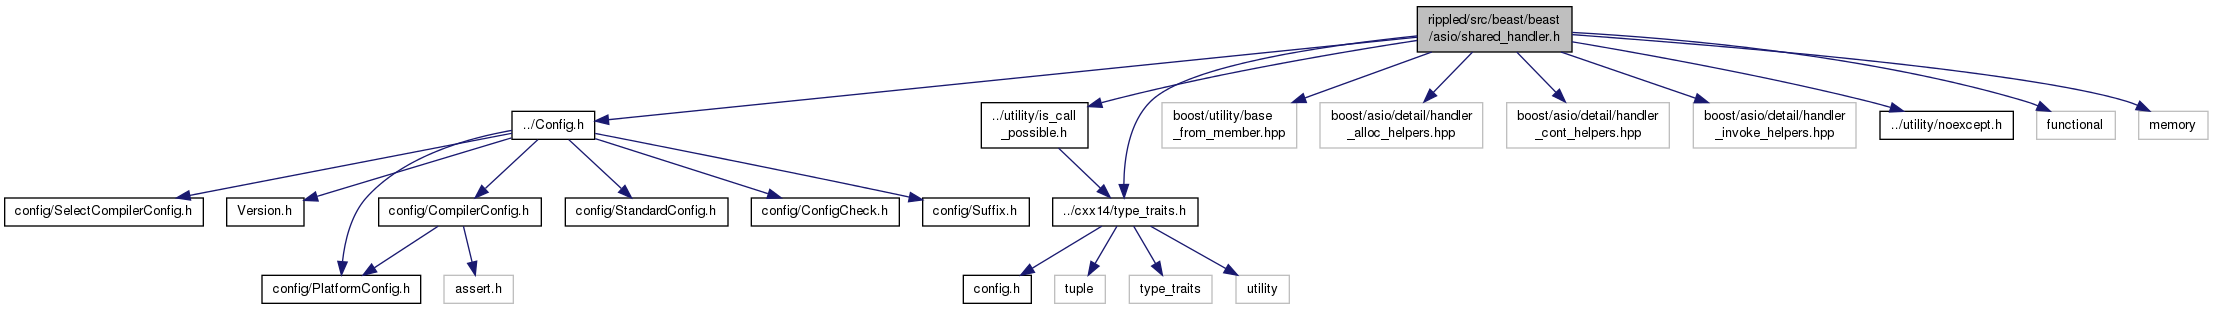 rippled/src/beast/beast
/asio/shared_handler.h
../Config.h
../utility/is_call
_possible.h
boost/utility/base
_from_member.hpp
boost/asio/detail/handler
_alloc_helpers.hpp
boost/asio/detail/handler
_cont_helpers.hpp
boost/asio/detail/handler
_invoke_helpers.hpp
../utility/noexcept.h
functional
memory
config/SelectCompilerConfig.h
Version.h
config/CompilerConfig.h
config/StandardConfig.h
config/ConfigCheck.h
config/Suffix.h
../cxx14/type_traits.h
config/PlatformConfig.h
assert.h
config.h
tuple
type_traits
utility